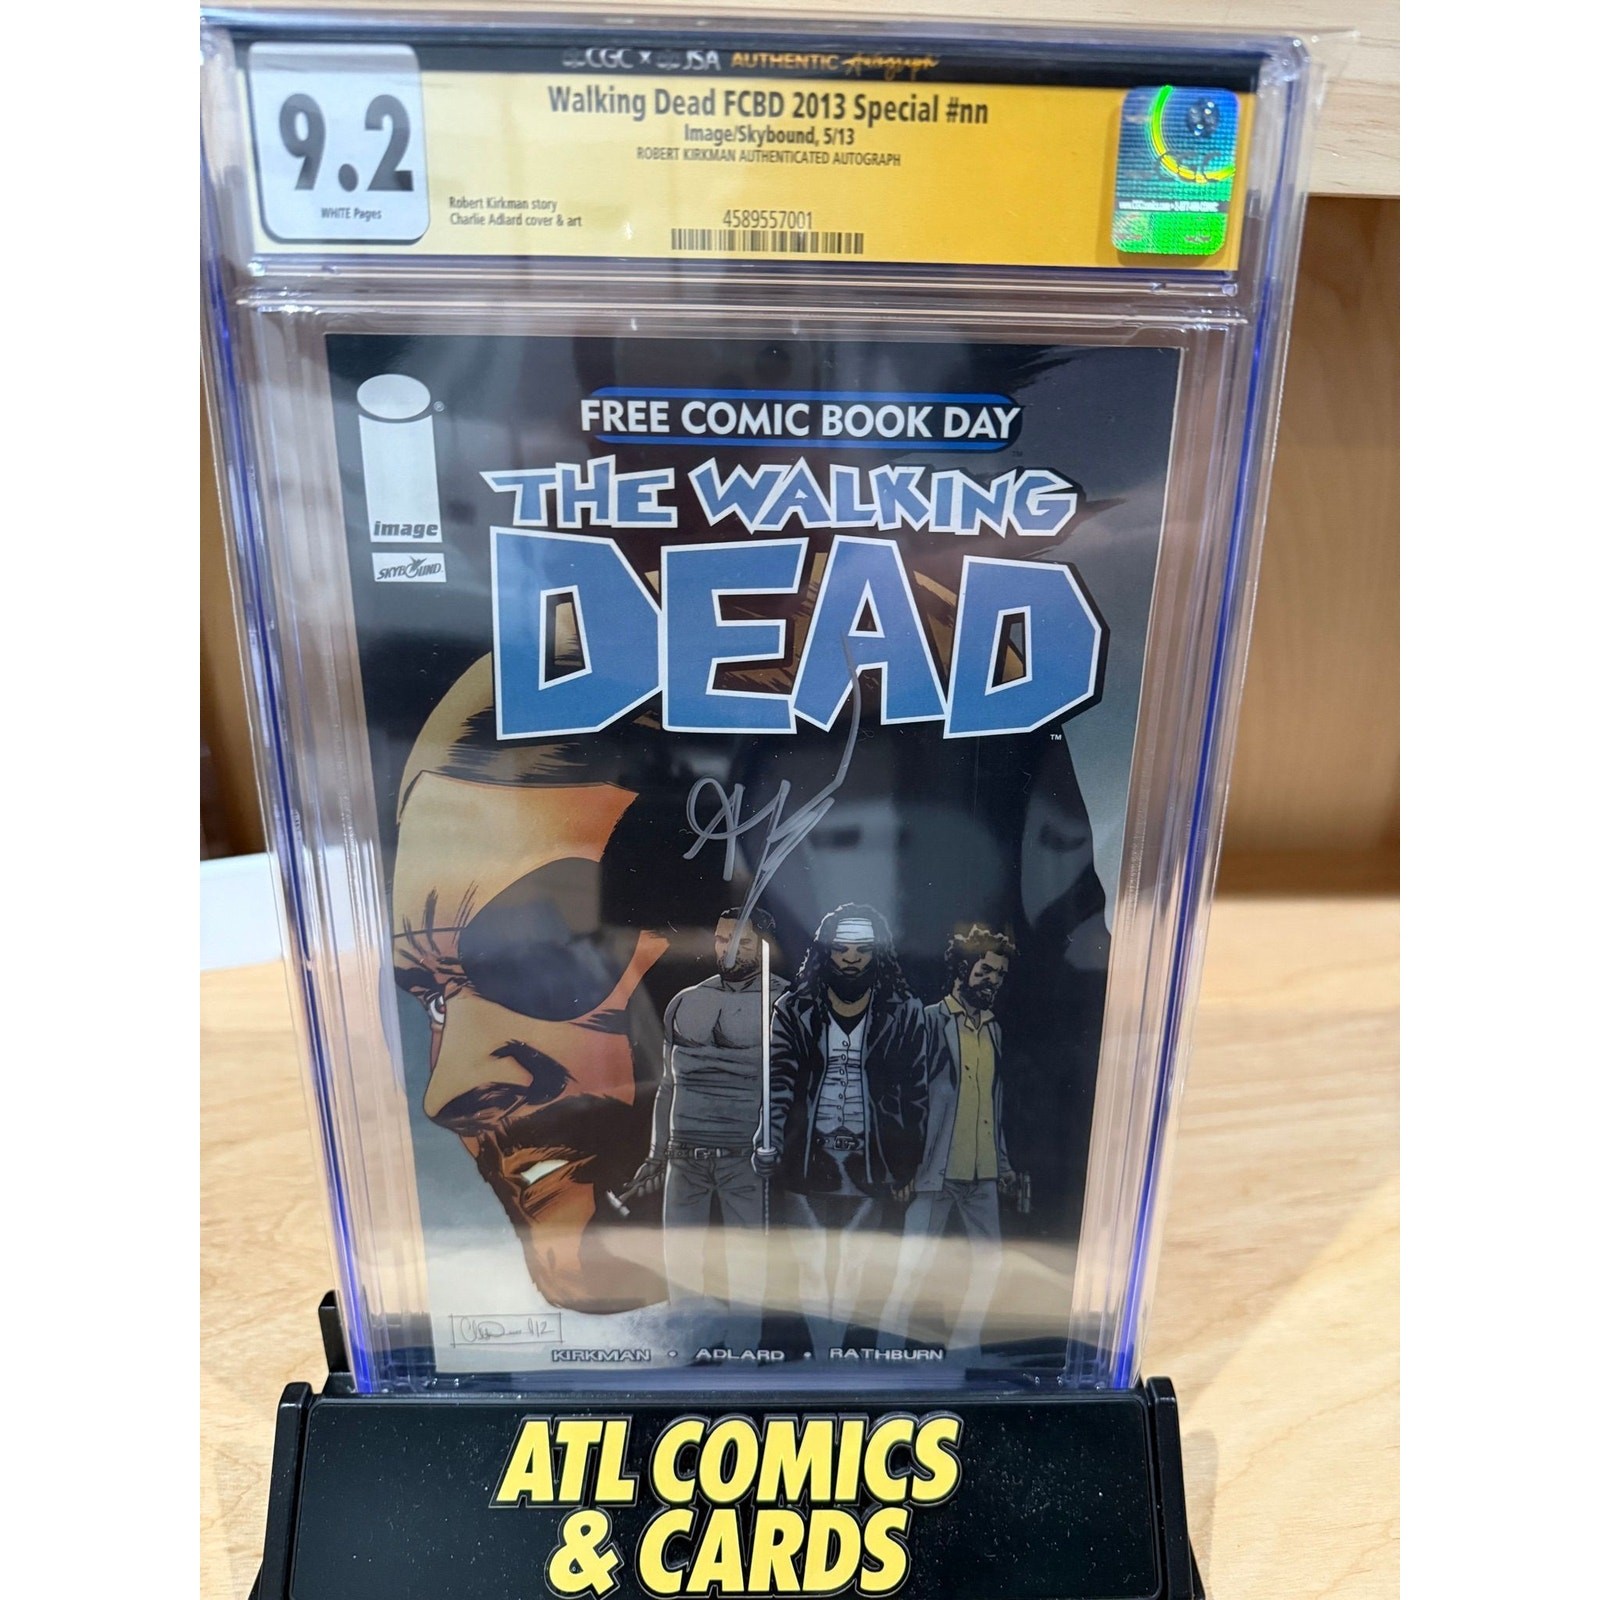 CGC x JSA AUTHENTIC Autograph
9.2
WHITE Pages
Walking Dead FCBD 2013 Special #nn
Image/Skybound, 5/13
ROBERT KIRKMAN AUTHENTICATED AUTOGRAPH
Robert Kirkman story
Charlie Adlard cover & art
4589557001
FREE COMIC BOOK DAY
THE WALKING
DEAD
™
image
®
SKYBOUND
KIRKMAN • ADLARD • RATHBURN
ATL COMICS
& CARDS